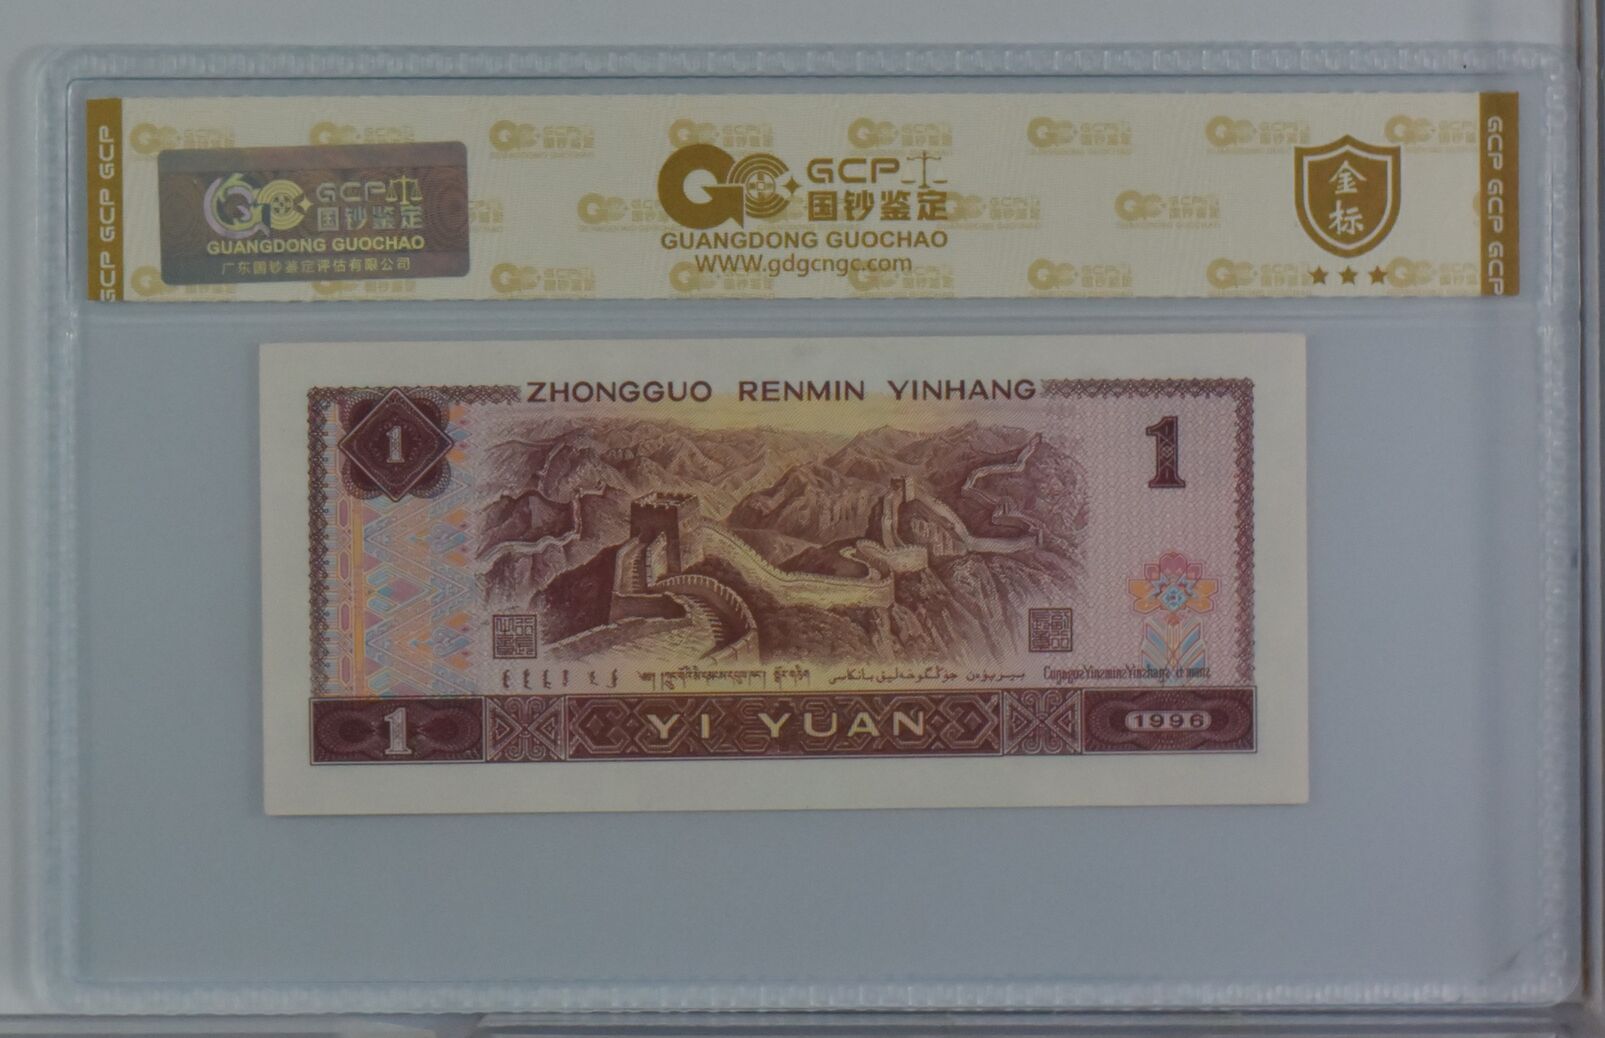 GCP GCP GCP
GCP 国钞鉴定
GUANGDONG GUOCHAO
广东国钞鉴定评估有限公司
GCP
国钞鉴定
GUANGDONG GUOCHAO
WWW.gdgcngc.com
金标
GCP GCP GCP
ZHONGGUO RENMIN YINHANG
1
1
1
YI YUAN
1996